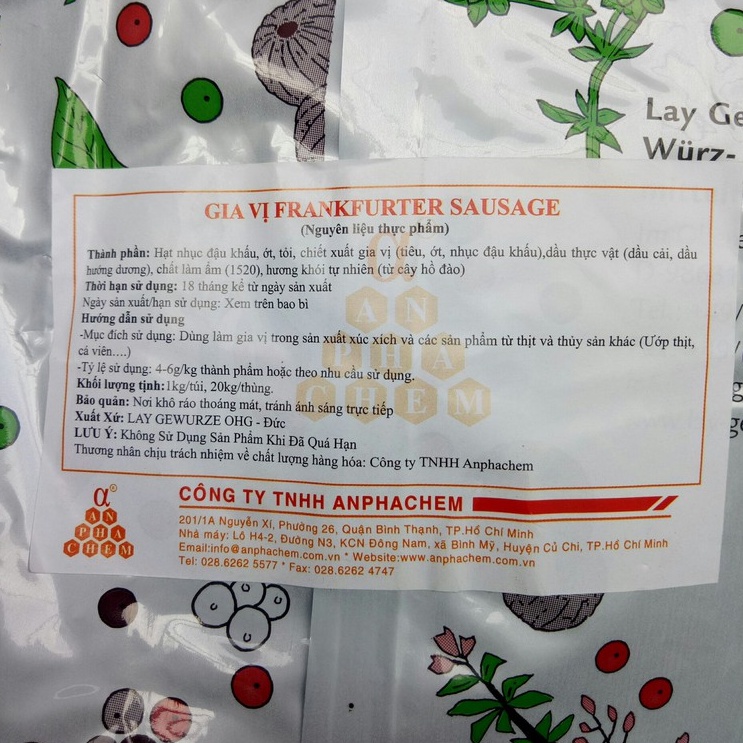 Lay Ge
Würz-
GIA VỊ FRANKFURTER SAUSAGE
(Nguyên liệu thực phẩm)
Thành phần: Hạt nhục đậu khấu, ớt, tỏi, chiết xuất gia vị (tiêu, ớt, nhục đậu khấu),dầu thực vật (dầu cải, dầu
hướng dương), chất làm ẩm (1520), hương khói tự nhiên (từ cây hồ đào)
Thời hạn sử dụng: 18 tháng kể từ ngày sản xuất
Ngày sản xuất/hạn sử dụng: Xem trên bao bì
Hướng dẫn sử dụng
-Mục đích sử dụng: Dùng làm gia vị trong sản xuất xúc xích và các sản phẩm từ thịt và thủy sản khác (Ướp thịt,
cá viên....)
-Tỷ lệ sử dụng: 4-6g/kg thành phẩm hoặc theo nhu cầu sử dụng.
Khối lượng tịnh:1kg/túi, 20kg/thùng.
Bảo quản: Nơi khô ráo thoáng mát, tránh ánh sáng trực tiếp
Xuất Xứ: LAY GEWURZE OHG - Đức
LƯU Ý: Không Sử Dụng Sản Phẩm Khi Đã Quá Hạn
Thương nhân chịu trách nhiệm về chất lượng hàng hóa: Công ty TNHH Anphachem
α®
AN
PHA
CHEM
α
AN
PHA
CHEM
CÔNG TY TNHH ANPHACHEM
201/1A Nguyễn Xí, Phường 26, Quận Bình Thạnh, TP.Hồ Chí Minh
Nhà máy: Lô H4-2, Đường N3, KCN Đông Nam, xã Bình Mỹ, Huyện Củ Chi, TP.Hồ Chí Minh
Email:info@anphachem.com.vn * Website:www.anphachem.com.vn
Tel: 028.6262 5577 * Fax: 028.6262 4747